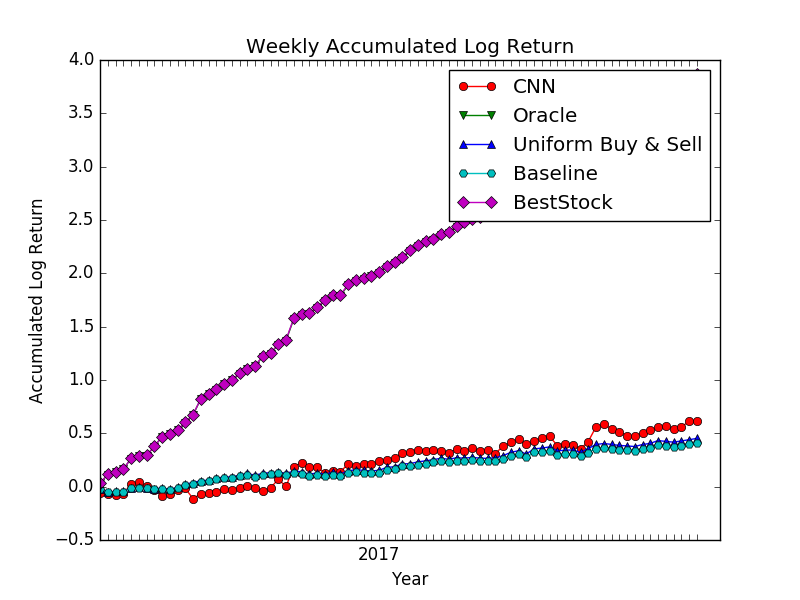 Weekly Accumulated Log Return
4.0
3.5
3.0
2.5
2.0
1.5
1.0
0.5
0.0
−0.5
Accumulated Log Return
CNN
Oracle
Uniform Buy & Sell
Baseline
BestStock
2017
Year